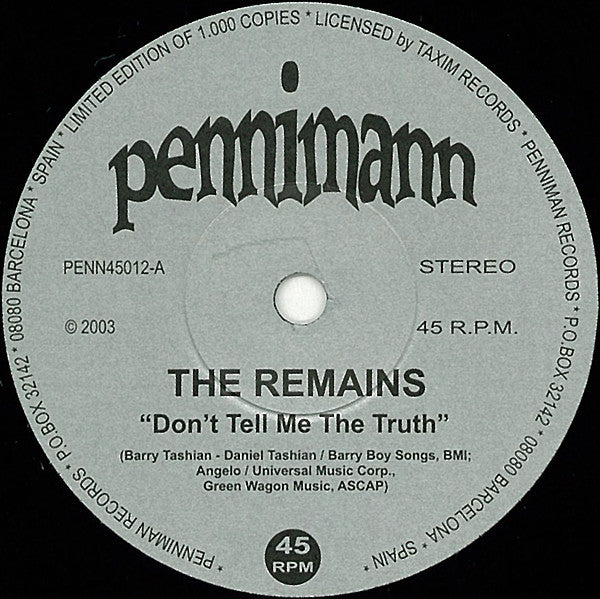 * LIMITED EDITION OF 1.000 COPIES * LICENSED by TAXIM RECORDS * PENNIMAN RECORDS * P.O.BOX 32142 * 08080 BARCELONA * SPAIN * PENNIMAN RECORDS * P.O.BOX 32142 * 08080 BARCELONA * SPAIN
pennimann
PENN45012-A
STEREO
© 2003
45 R.P.M.
THE REMAINS
“Don’t Tell Me The Truth”
(Barry Tashian - Daniel Tashian / Barry Boy Songs, BMI;
Angelo / Universal Music Corp.,
Green Wagon Music, ASCAP)
45
RPM